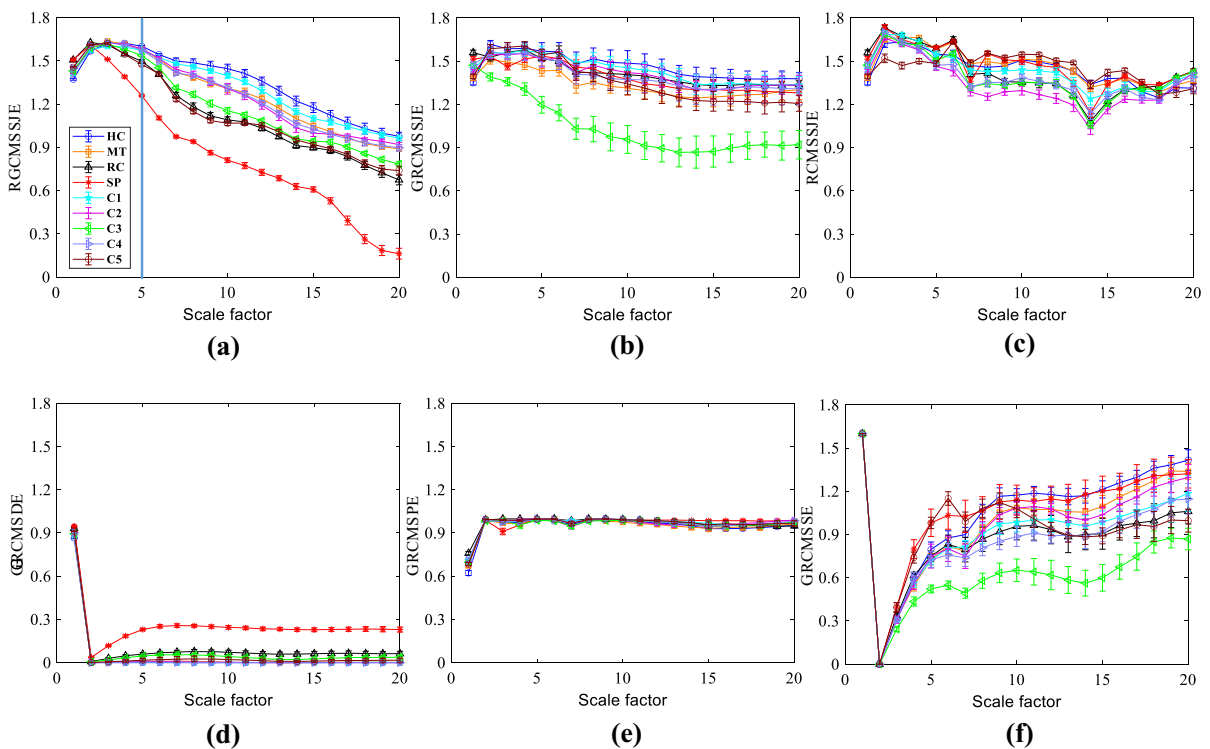 RGCMSSJE
1.8
1.5
1.2
0.9
0.6
0.3
0
HC
MT
RC
SP
C1
C2
C3
C4
C5
0 5 10 15 20
Scale factor
(a)
GRCMSSJE
1.8
1.5
1.2
0.9
0.6
0.3
0
0 5 10 15 20
Scale factor
(b)
RCMSSJE
1.8
1.5
1.2
0.9
0.6
0.3
0
0 5 10 15 20
Scale factor
(c)
GRCMSDE
1.8
1.5
1.2
0.9
0.6
0.3
0
0 5 10 15 20
Scale factor
(d)
GRCMSPE
1.8
1.5
1.2
0.9
0.6
0.3
0
0 5 10 15 20
Scale factor
(e)
GRCMSSE
1.8
1.5
1.2
0.9
0.6
0.3
0
0 5 10 15 20
Scale factor
(f)